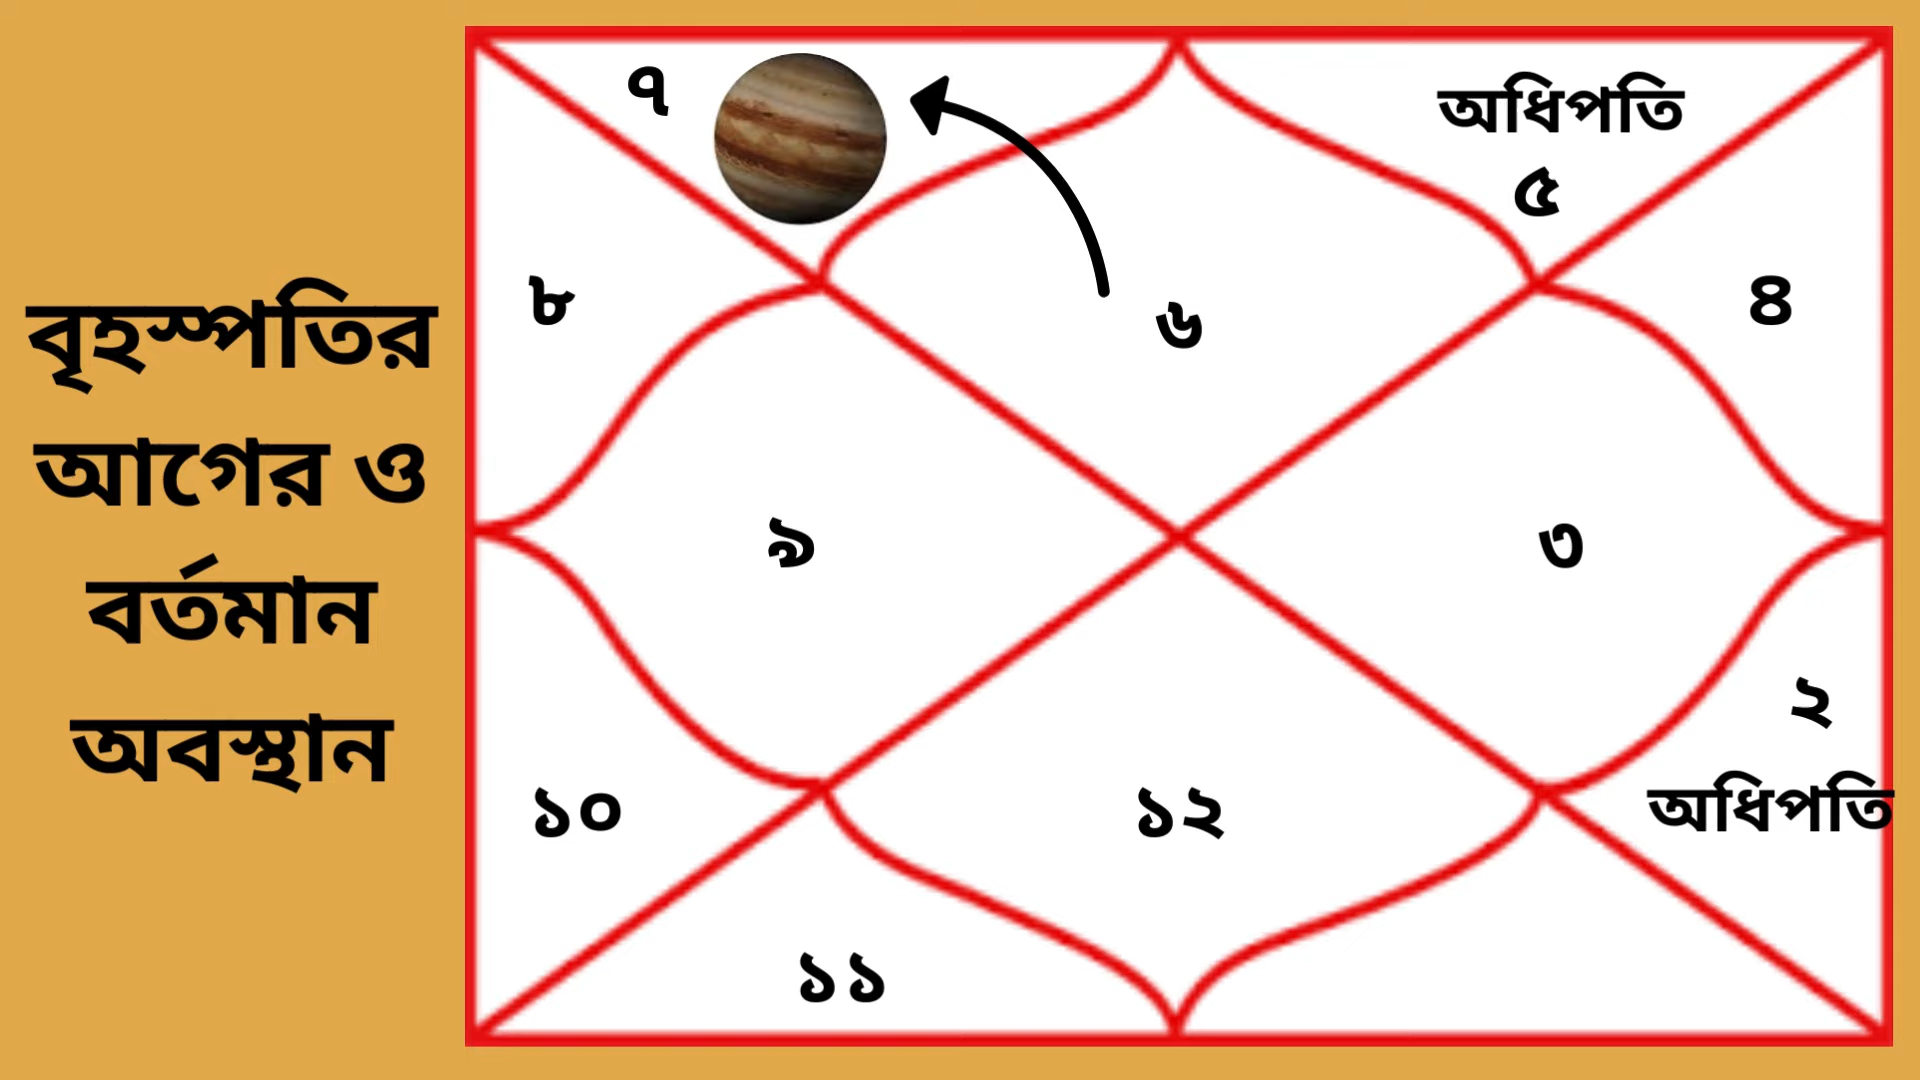 বৃহস্পতির
আগের ও
বর্তমান
অবস্থান
৭
অধিপতি
৫
৮
৬
৪
৯
৩
২
অধিপতি
১০
১২
১১